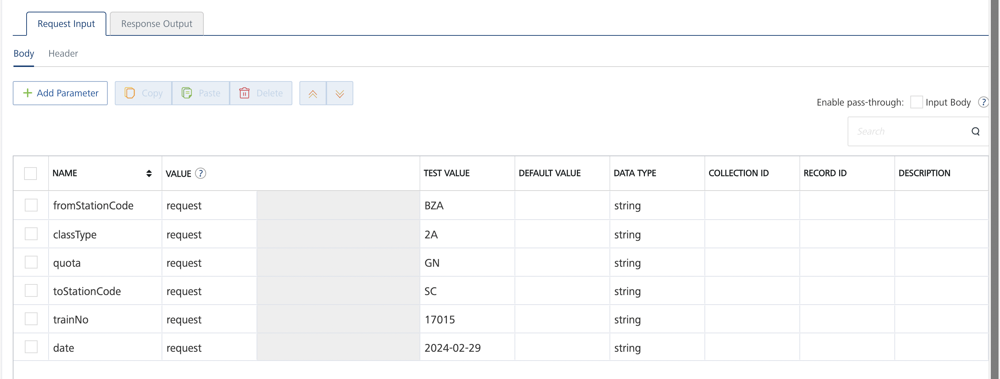 Request Input Response Output
Body Header
Add Parameter Copy Paste Delete
Enable pass-through: Input Body ?
Search
NAME VALUE ? TEST VALUE DEFAULT VALUE DATA TYPE COLLECTION ID RECORD ID DESCRIPTION
fromStationCode request BZA string
classType request 2A string
quota request GN string
toStationCode request SC string
trainNo request 17015 string
date request 2024-02-29 string